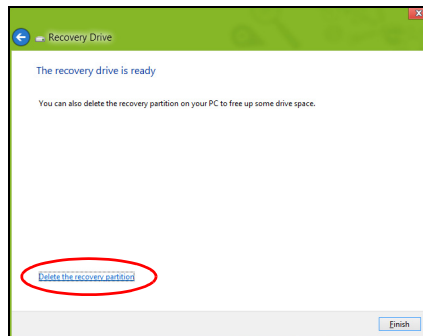 Recovery Drive
The recovery drive is ready
You can also delete the recovery partition on your PC to free up some drive space.
Delete the recovery partition
Finish